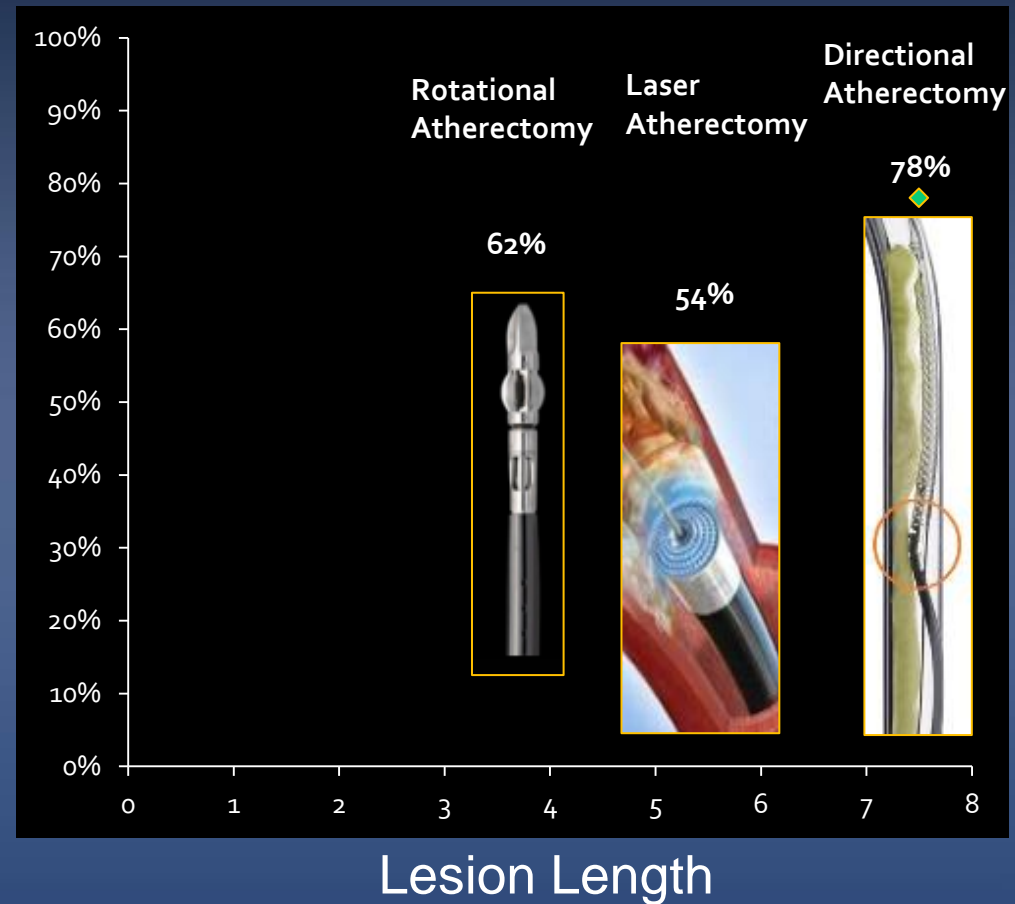 100%
90%
80%
70%
60%
50%
40%
30%
20%
10%
0%
Rotational
Atherectomy
62%
Laser
Atherectomy
54%
Directional
Atherectomy
78%
0 1 2 3 4 5 6 7 8
Lesion Length